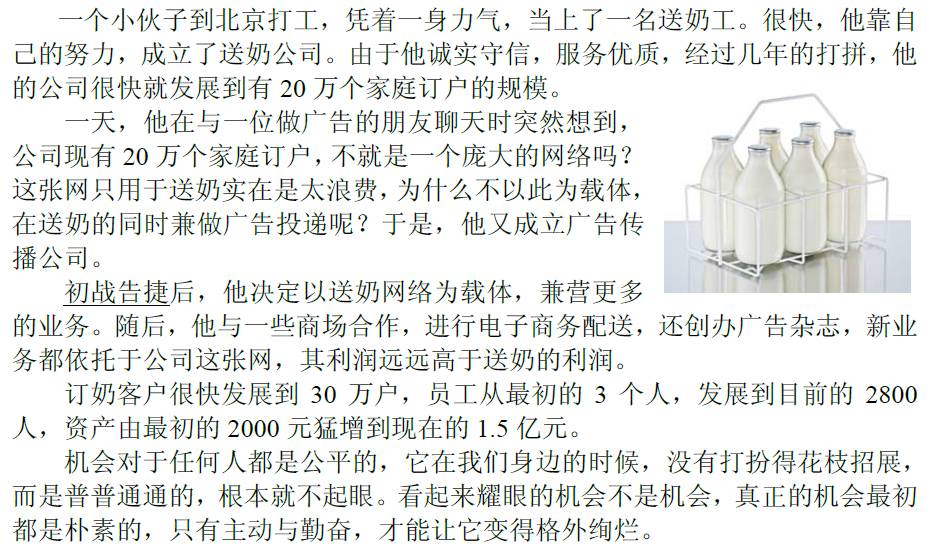 一个小伙子到北京打工，凭着一身力气，当上了一名送奶工。很快，他靠自
己的努力，成立了送奶公司。由于他诚实守信，服务优质，经过几年的打拼，他
的公司很快就发展到有 20 万个家庭订户的规模。
一天，他在与一位做广告的朋友聊天时突然想到，
公司现有 20 万个家庭订户，不就是一个庞大的网络吗？
这张网只用于送奶实在是太浪费，为什么不以此为载体，
在送奶的同时兼做广告投递呢？于是，他又成立广告传
播公司。
初战告捷后，他决定以送奶网络为载体，兼营更多
的业务。随后，他与一些商场合作，进行电子商务配送，还创办广告杂志，新业
务都依托于公司这张网，其利润远远高于送奶的利润。
订奶客户很快发展到 30 万户，员工从最初的 3 个人，发展到目前的 2800
人，资产由最初的 2000 元猛增到现在的 1.5 亿元。
机会对于任何人都是公平的，它在我们身边的时候，没有打扮得花枝招展，
而是普普通通的，根本就不起眼。看起来耀眼的机会不是机会，真正的机会最初
都是朴素的，只有主动与勤奋，才能让它变得格外绚烂。